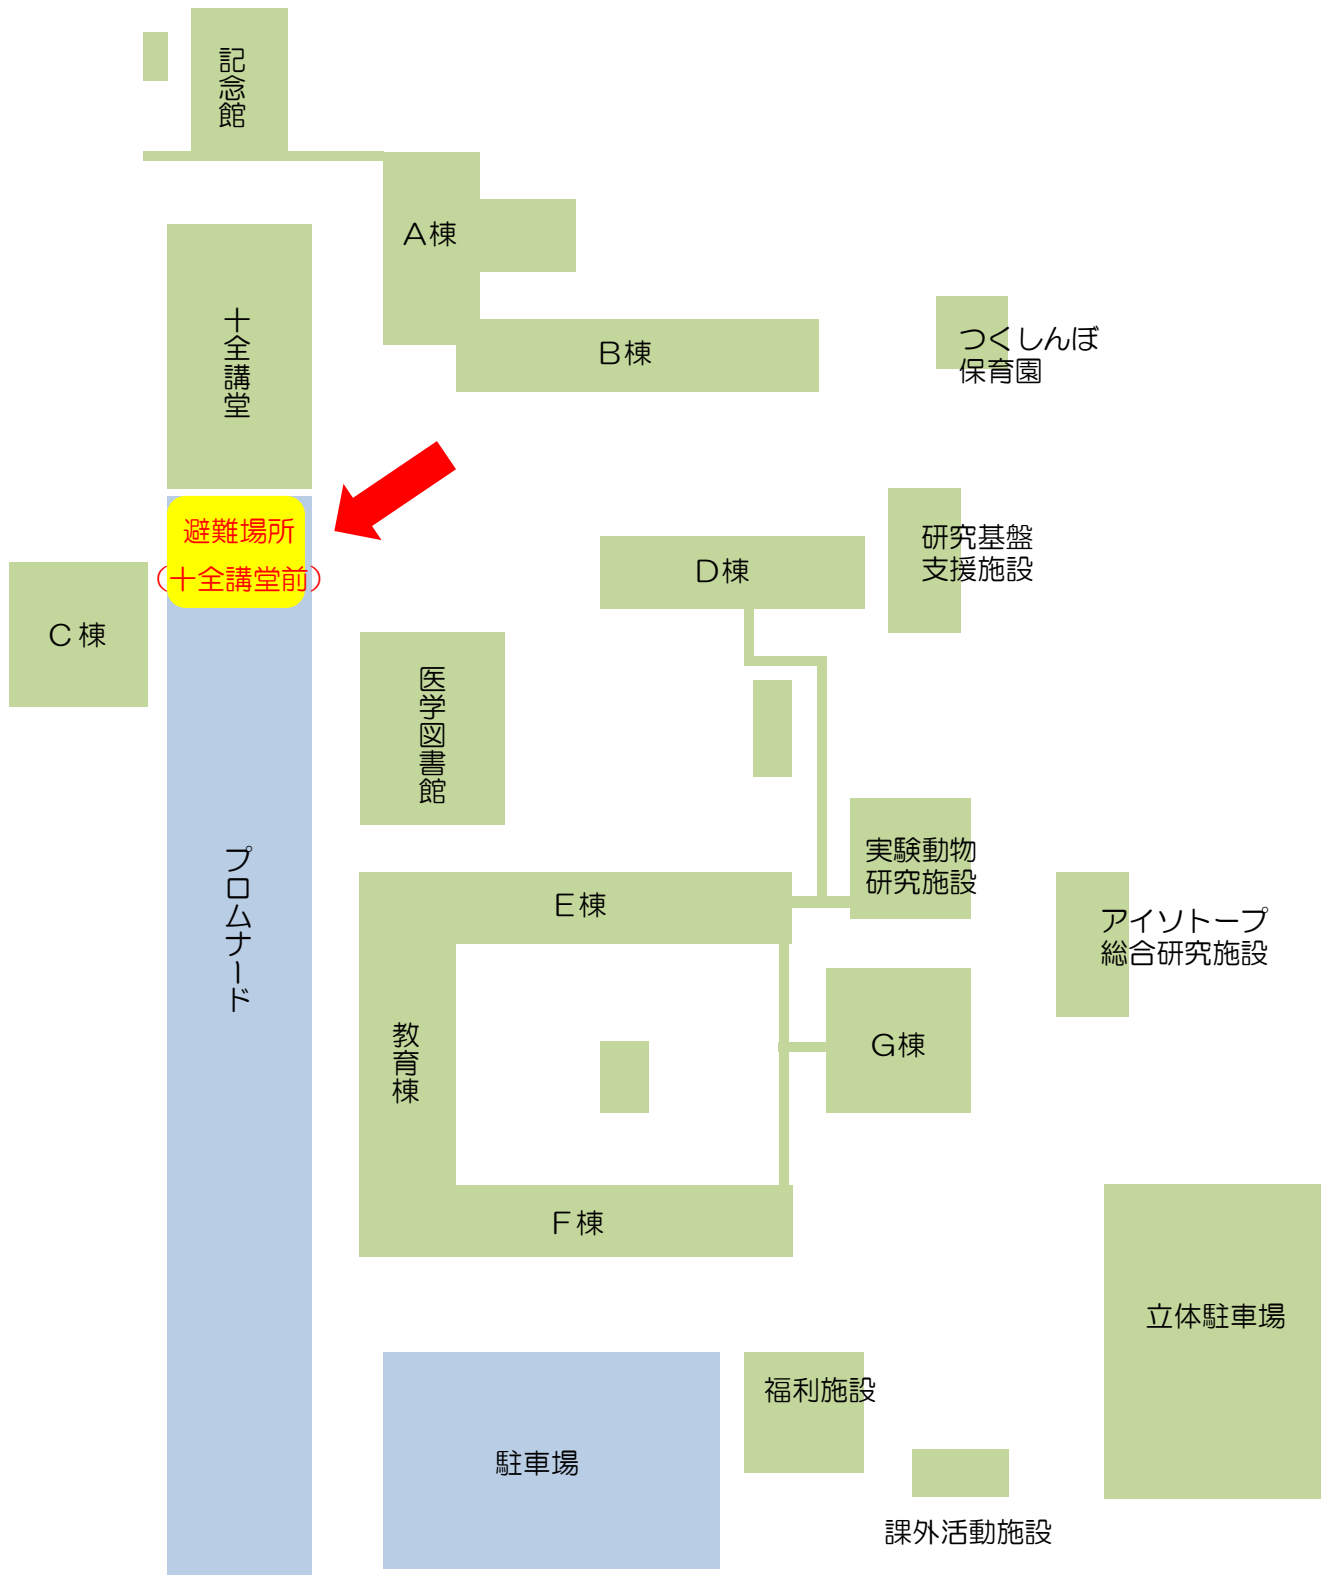 記念館
A棟
十全講堂
B棟
つくしんぼ
保育園
避難場所
(十全講堂前)
研究基盤
支援施設
D棟
C棟
医学図書館
プロムナード
実験動物
研究施設
E棟
アイソトープ
総合研究施設
教育棟
G棟
F棟
立体駐車場
福利施設
駐車場
課外活動施設